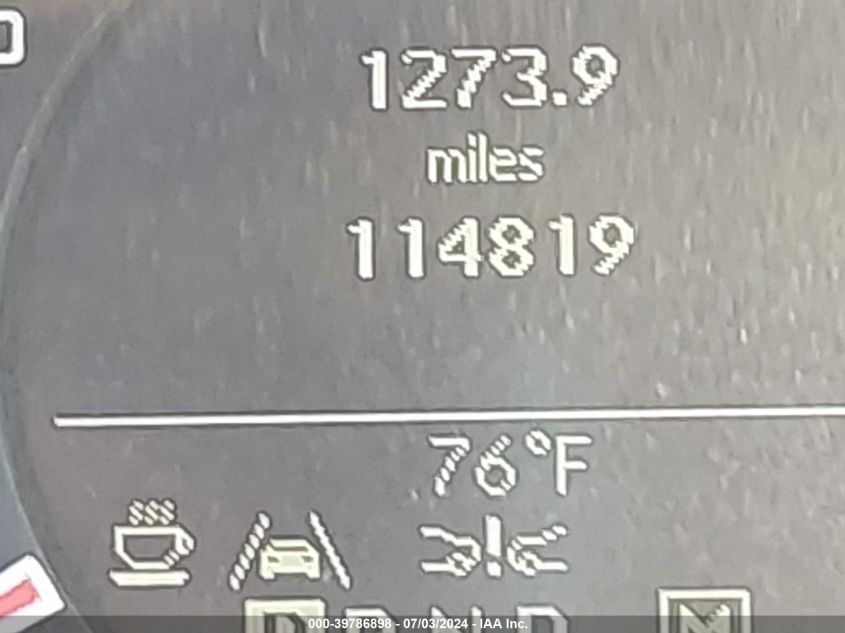 1273.9
miles
114819
76°F
P R N D M
000-39786898 - 07/03/2024 - IAA Inc.